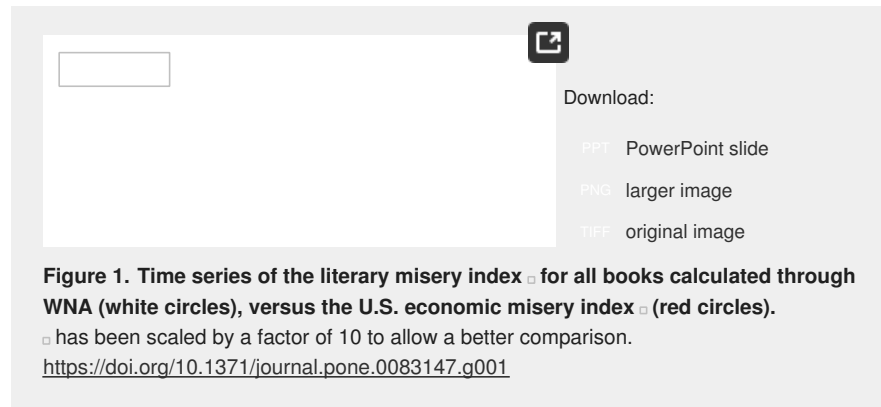 Download:
PPT PowerPoint slide
PNG larger image
TIFF original image
Figure 1. Time series of the literary misery index □ for all books calculated through
WNA (white circles), versus the U.S. economic misery index □ (red circles).
□ has been scaled by a factor of 10 to allow a better comparison.
https://doi.org/10.1371/journal.pone.0083147.g001